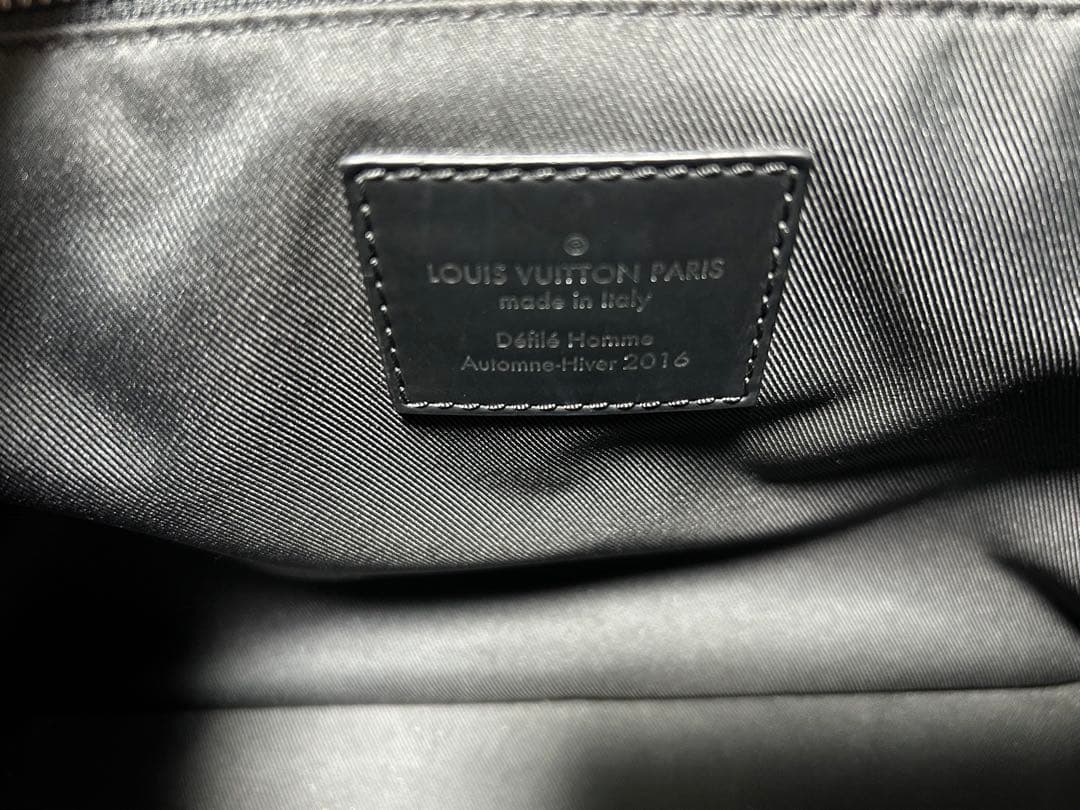 ®
LOUIS VUITTON PARIS
made in Italy
Défilé Homme
Automne-Hiver 2016